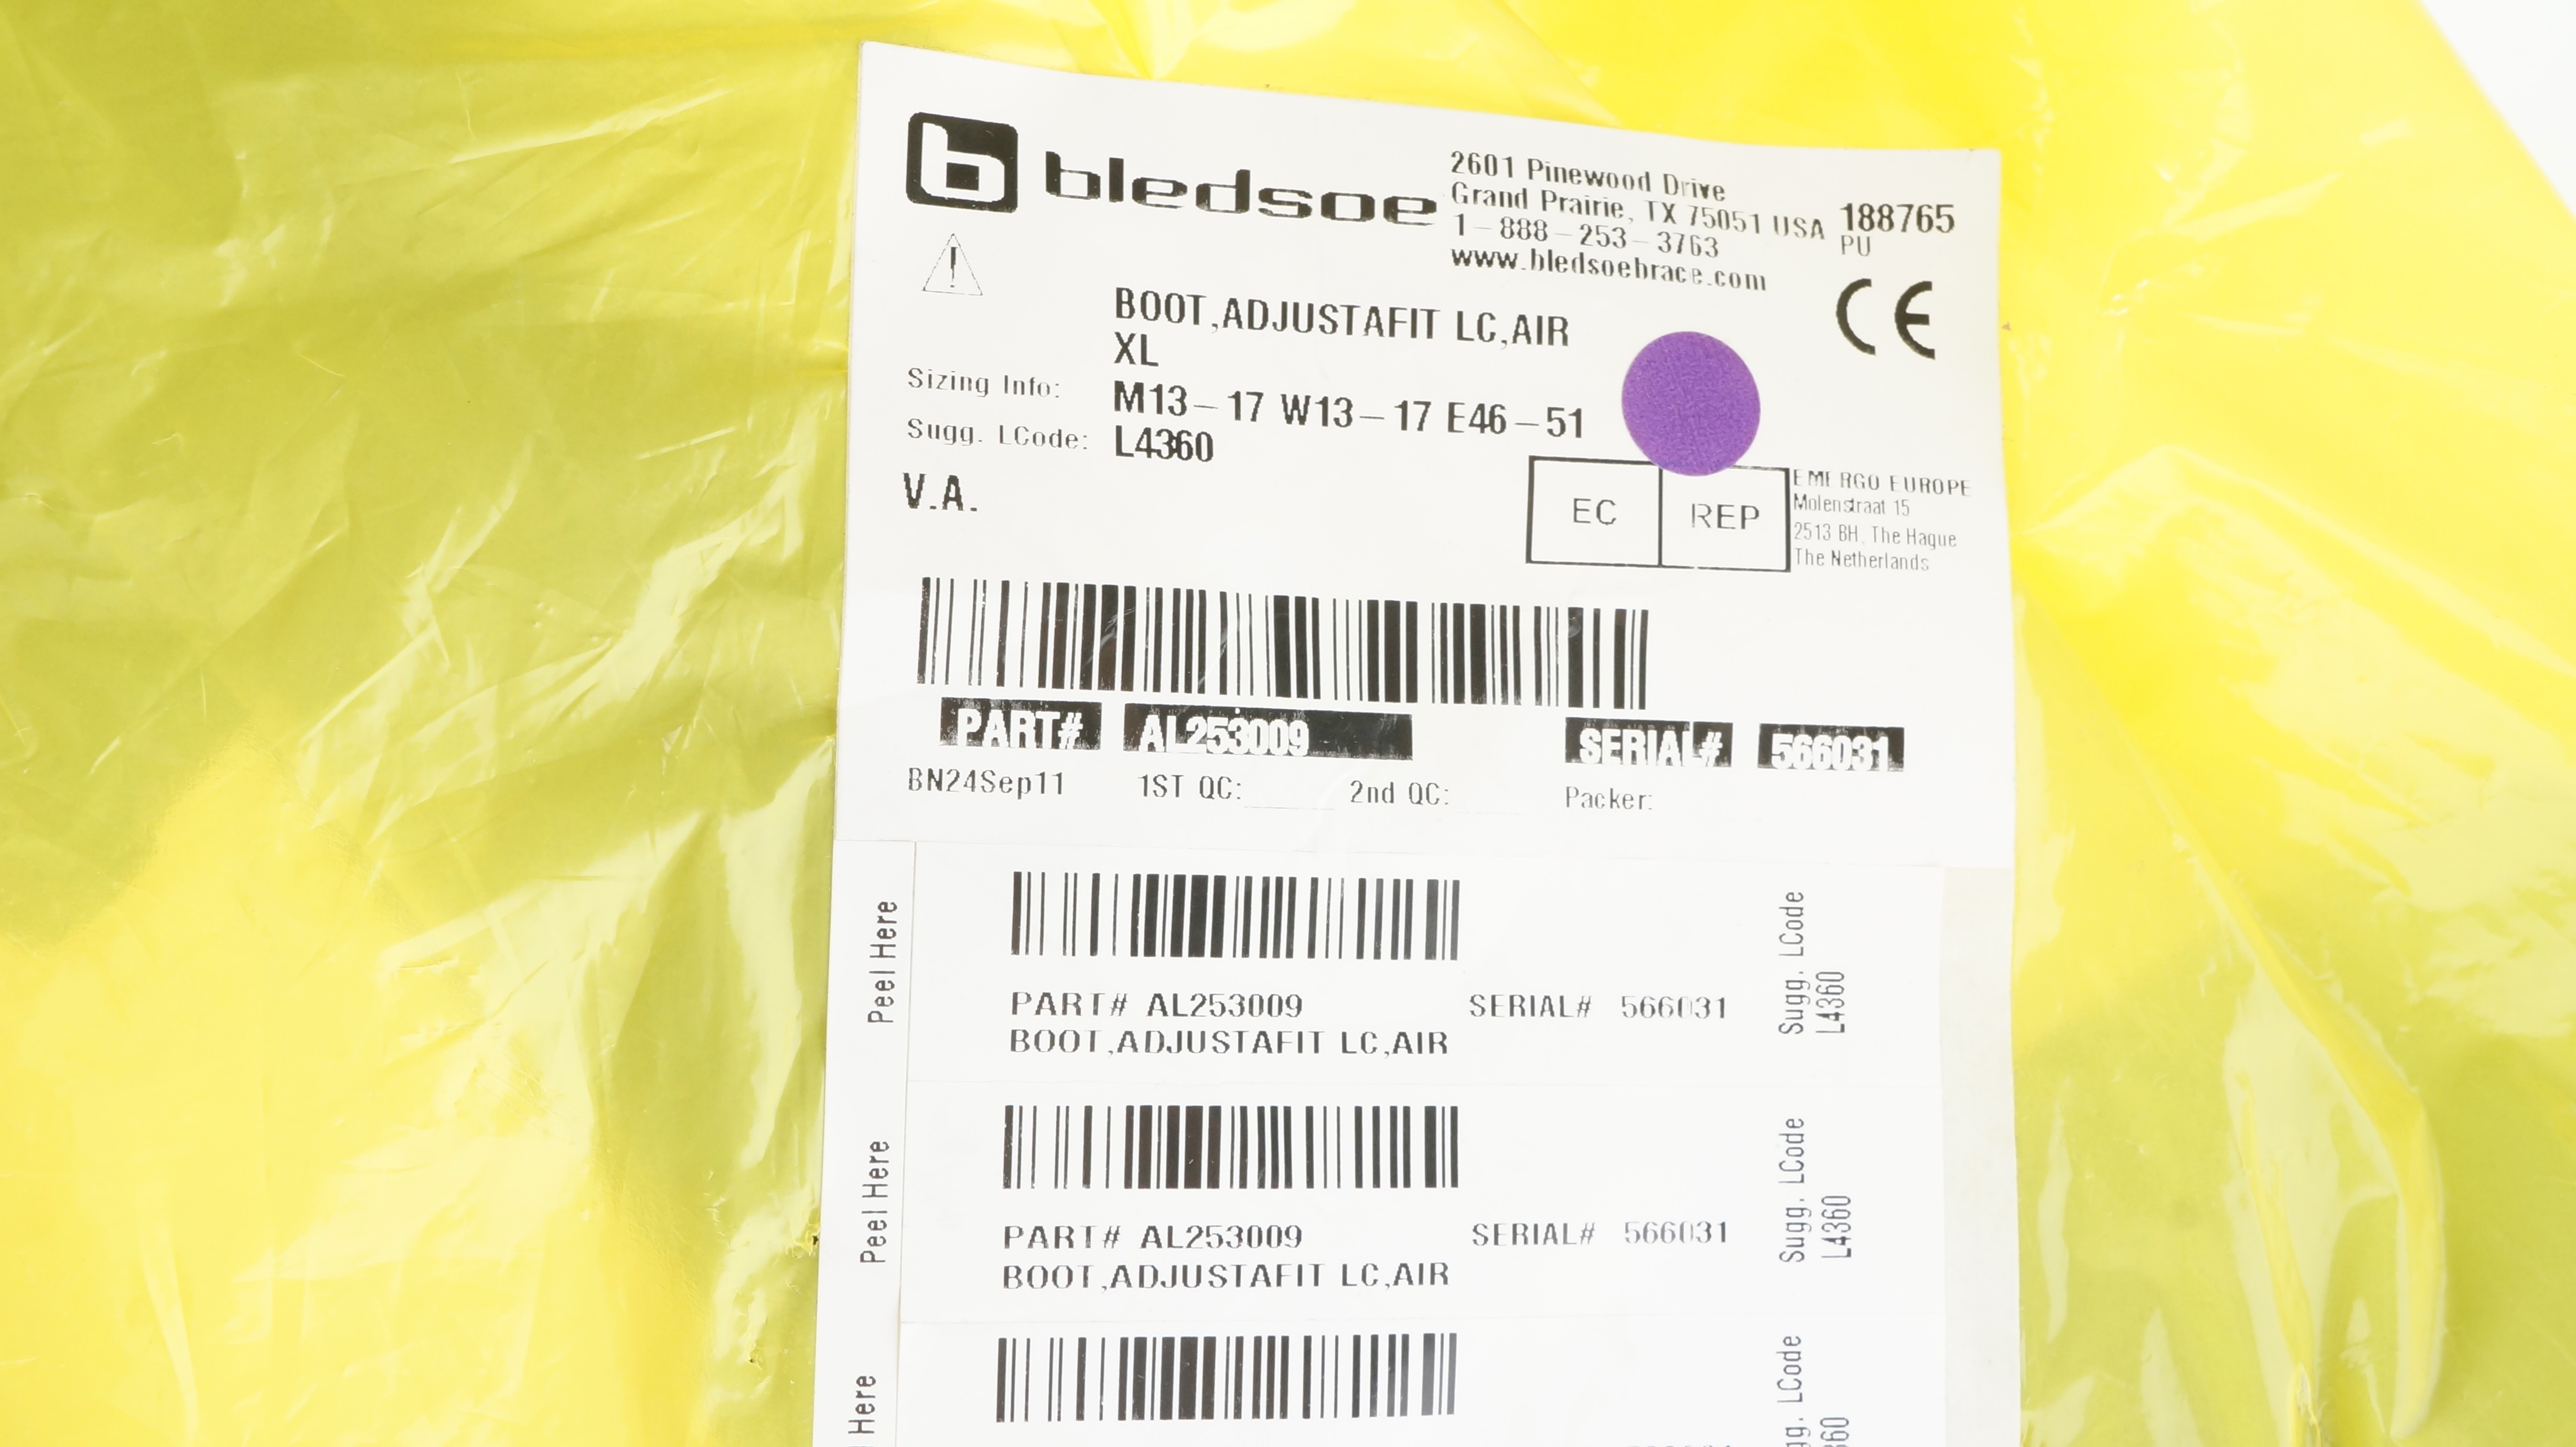 b bledsoe
2601 Pinewood Drive
Grand Prairie, TX 75051 USA
1-888-253-3763
www.bledsoebrace.com
188765
PU
CE
BOOT,ADJUSTAFIT LC,AIR
XL
Sizing Info: M13-17 W13-17 E46-51
Sugg. LCode: L4360
V.A.
EC REP
EMERGO EUROPE
Molenstraat 15
2513 BH, The Hague
The Netherlands
PART# AL253009 SERIAL# 566031
BN24Sep11 1ST QC: 2nd QC: Packer:
Peel Here
PART# AL253009 SERIAL# 566031
BOOT,ADJUSTAFIT LC,AIR
Sugg. LCode
L4360
Peel Here
PART# AL253009 SERIAL# 566031
BOOT,ADJUSTAFIT LC,AIR
Sugg. LCode
L4360
Here
LCode